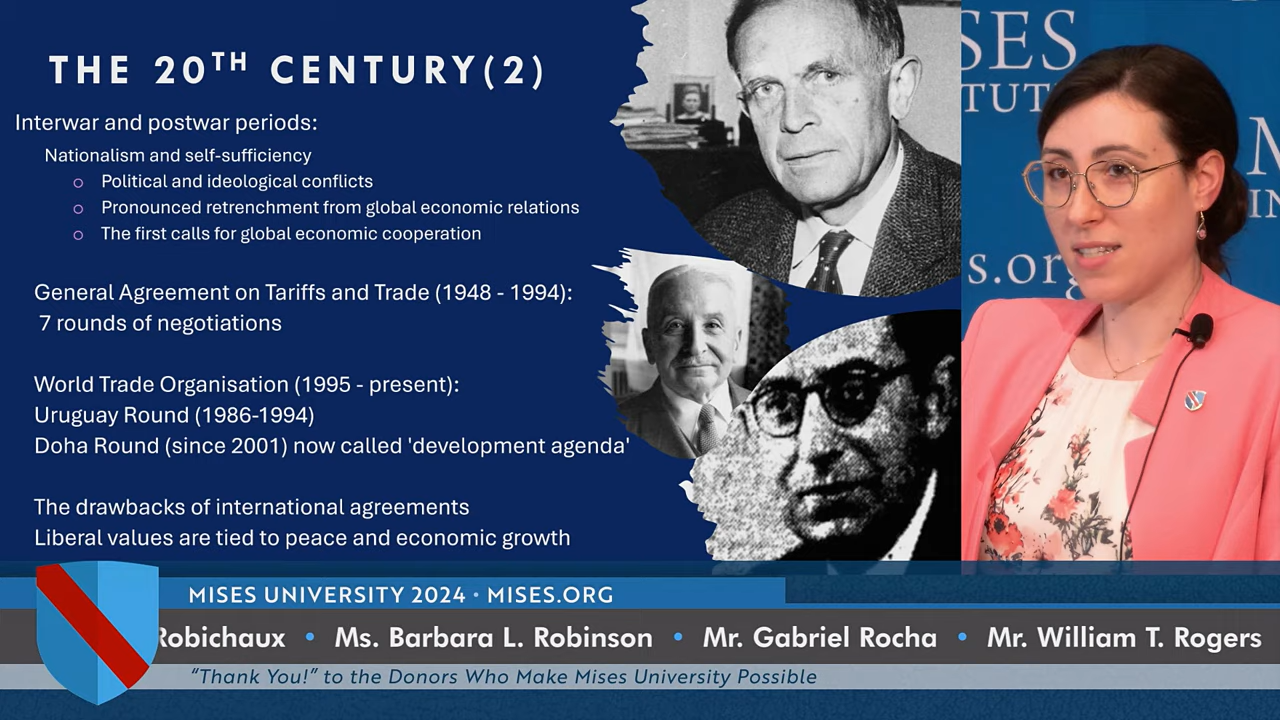 THE 20TH CENTURY(2)
Interwar and postwar periods:
Nationalism and self-sufficiency
Political and ideological conflicts
Pronounced retrenchment from global economic relations
The first calls for global economic cooperation
General Agreement on Tariffs and Trade (1948 - 1994):
7 rounds of negotiations
World Trade Organisation (1995 - present):
Uruguay Round (1986-1994)
Doha Round (since 2001) now called 'development agenda'
The drawbacks of international agreements
Liberal values are tied to peace and economic growth
SES
TUT
M
IN
s.org
MISES UNIVERSITY 2024 • MISES.ORG
Robichaux • Ms. Barbara L. Robinson • Mr. Gabriel Rocha • Mr. William T. Rogers
“Thank You!” to the Donors Who Make Mises University Possible